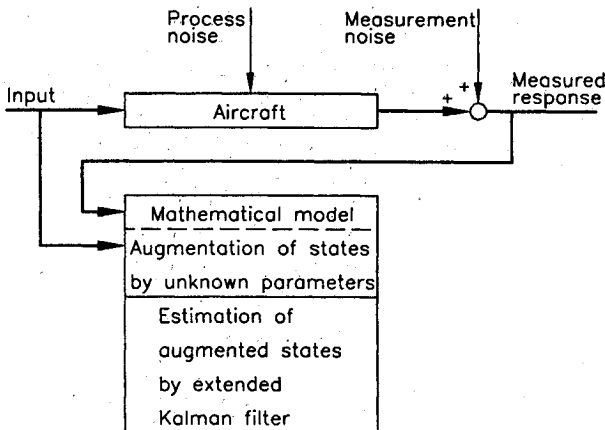 Process
noise
Measurement
noise
Input
Aircraft
+
+
Measured
response
Mathematical model
Augmentation of states
by unknown parameters
Estimation of
augmented states
by extended
Kalman filter